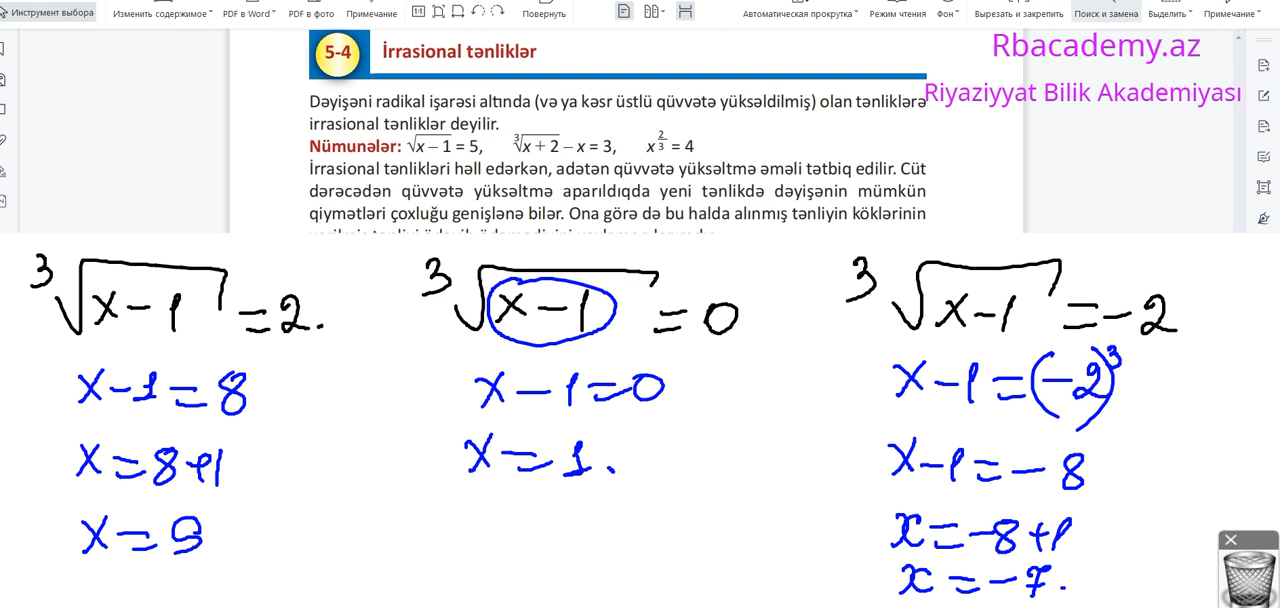 Инструмент выбора
Изменить содержимое PDF в Word PDF в фото Примечание Повернуть Автоматическая прокрутка Режим чтения Фон Вырезать и закрепить Поиск и замена Выделить Примечание
Rbacademy.az
Riyaziyyat Bilik Akademiyası
5-4 İrrasional tənliklər
Dəyişəni radikal işarəsi altında (və ya kəsr üstlü qüvvətə yüksəldilmiş) olan tənliklərə
irrasional tənliklər deyilir.
Nümunələr: √(x – 1) = 5, ∛(x + 2) – x = 3, x^(2/3) = 4
İrrasional tənlikləri həll edərkən, adətən qüvvətə yüksəltmə əməli tətbiq edilir. Cüt
dərəcədən qüvvətə yüksəltmə aparıldıqda yeni tənlikdə dəyişənin mümkün
qiymətləri çoxluğu genişlənə bilər. Ona görə də bu halda alınmış tənliyin köklərinin
∛(x-1) = 2.
x-1=8
x=8+1
x=9
∛(x-1) = 0
x-1=0
x=1.
∛(x-1) = -2
x-1=(-2)³
x-1=-8
x=-8+1
x=-7.